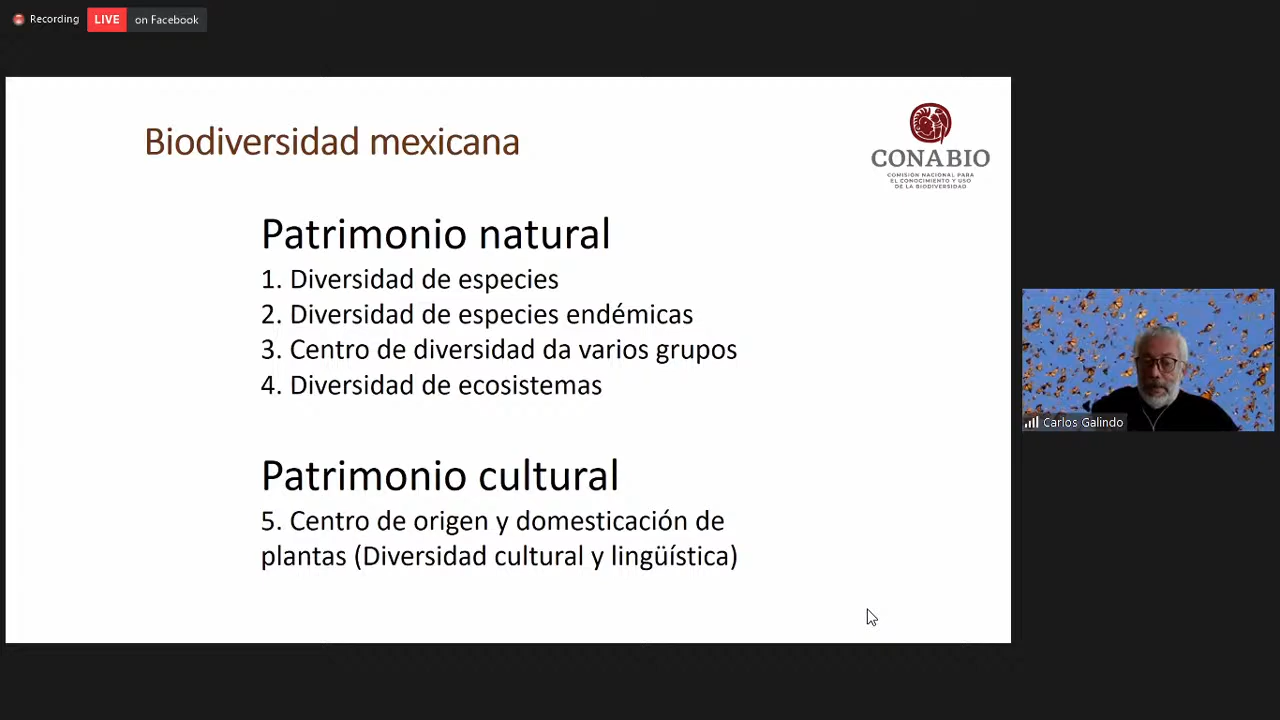 Recording
LIVE on Facebook
Biodiversidad mexicana
CONABIO
COMISIÓN NACIONAL PARA
EL CONOCIMIENTO Y USO
DE LA BIODIVERSIDAD
Patrimonio natural
1. Diversidad de especies
2. Diversidad de especies endémicas
3. Centro de diversidad da varios grupos
4. Diversidad de ecosistemas
Patrimonio cultural
5. Centro de origen y domesticación de
plantas (Diversidad cultural y lingüística)
Carlos Galindo